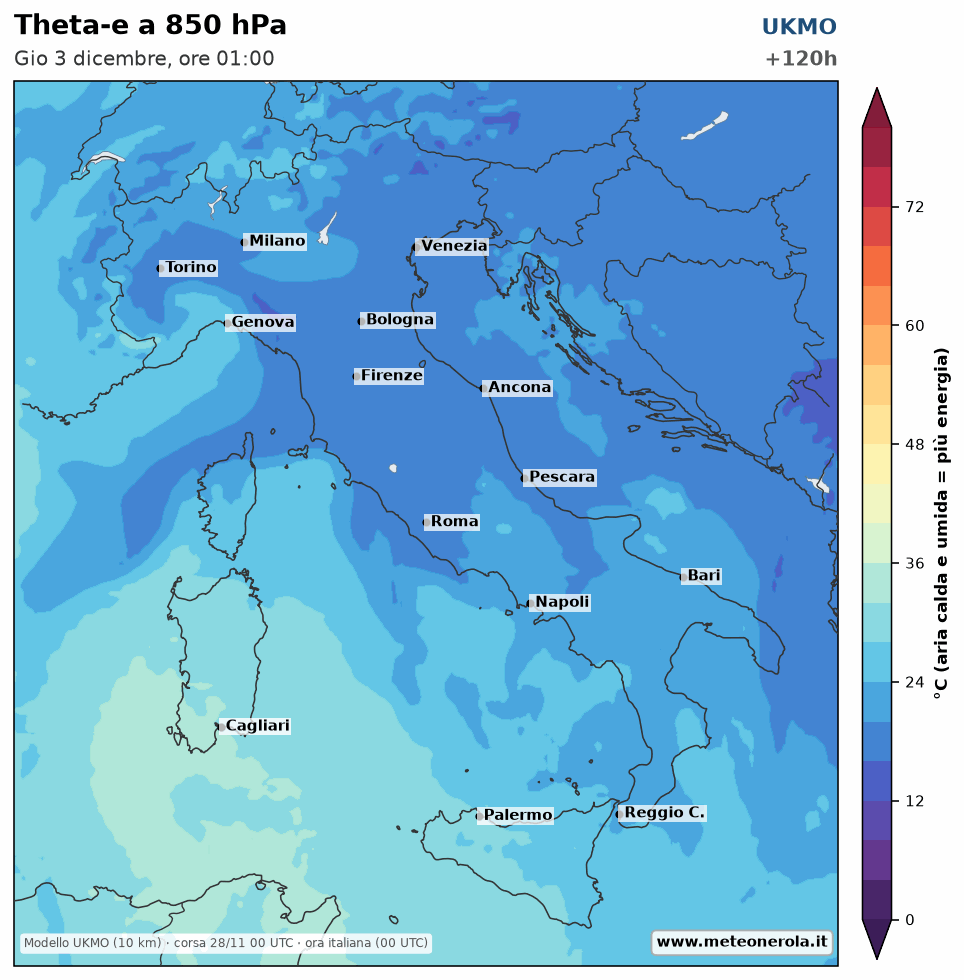 Theta-e a 850 hPa
UKMO
Gio 3 dicembre, ore 01:00
+120h
Milano
Venezia
Torino
Genova
Bologna
Firenze
Ancona
Pescara
Roma
Bari
Napoli
Cagliari
Palermo
Reggio C.
72
60
48
36
24
12
0
°C (aria calda e umida = più energia)
Modello UKMO (10 km) · corsa 28/11 00 UTC · ora italiana (00 UTC)
www.meteonerola.it